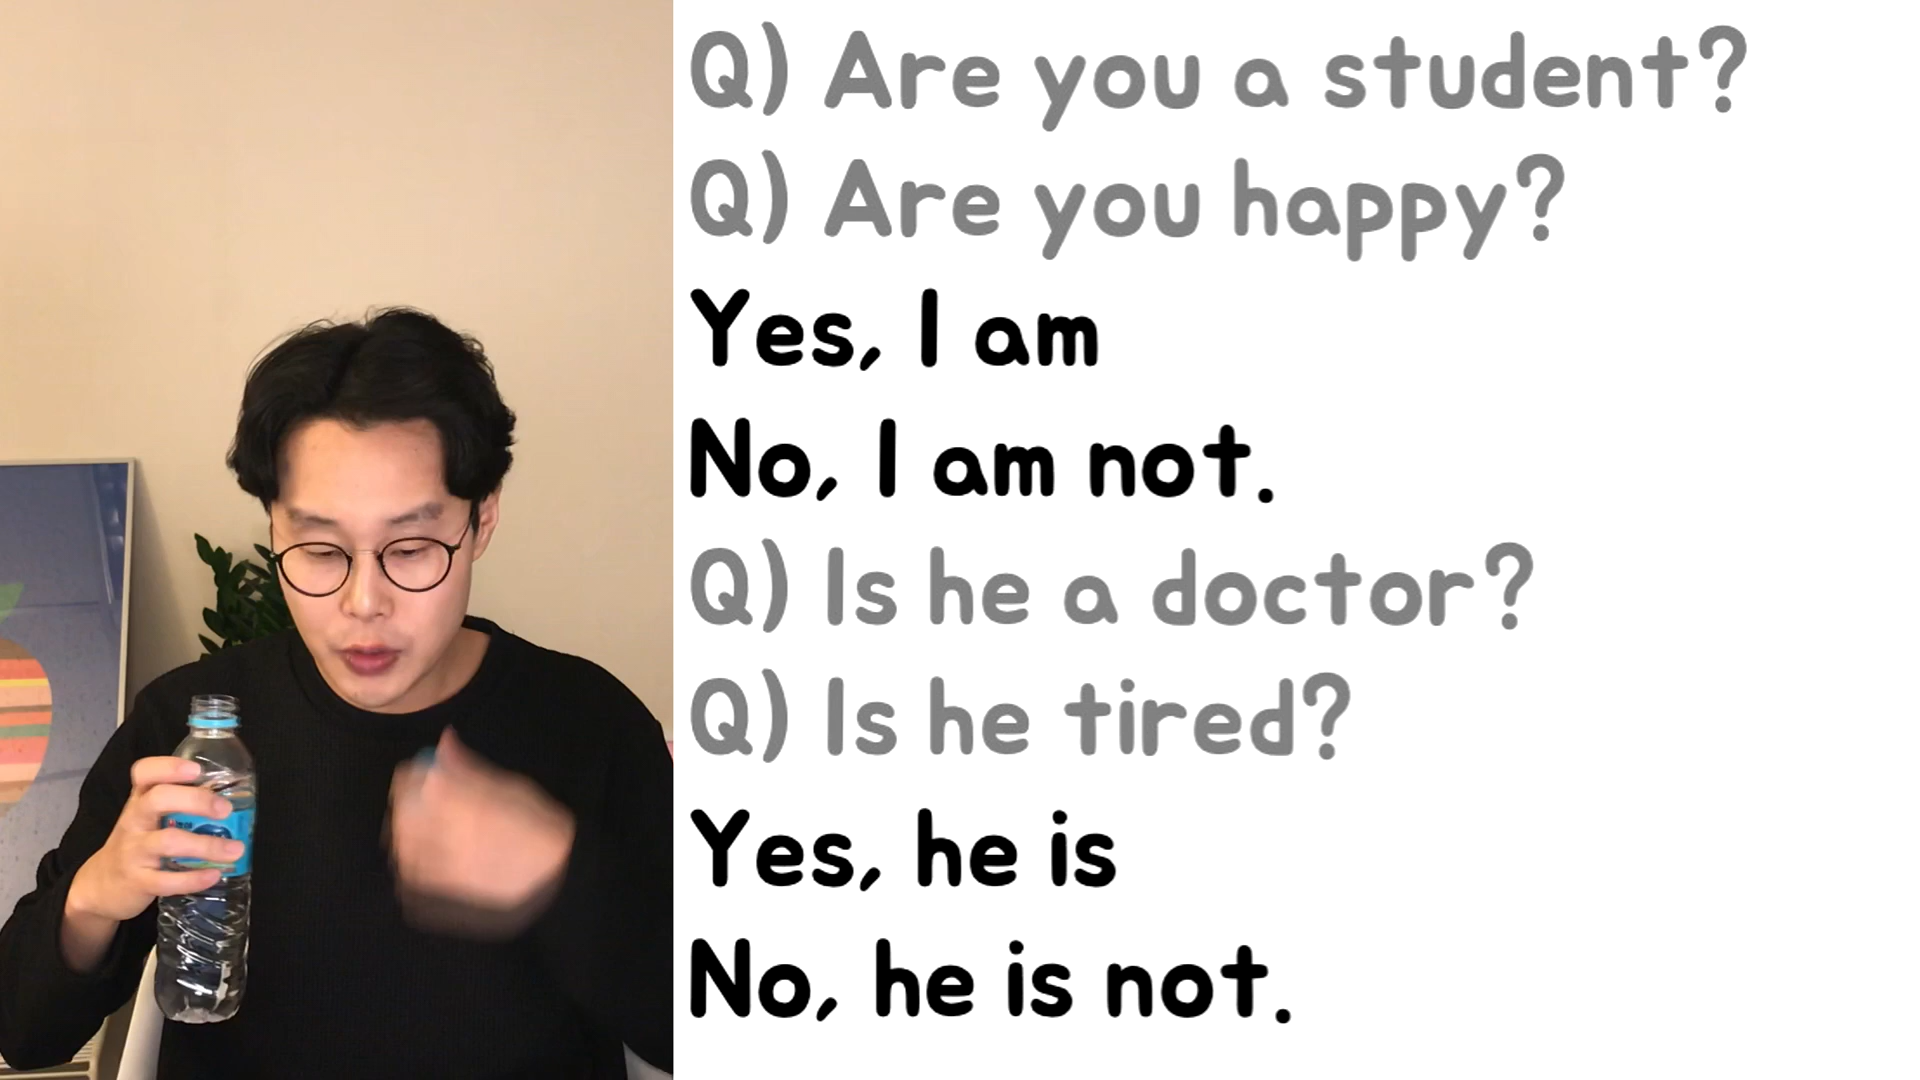 Q) Are you a student?
Q) Are you happy?
Yes, I am
No, I am not.
Q) Is he a doctor?
Q) Is he tired?
Yes, he is
No, he is not.